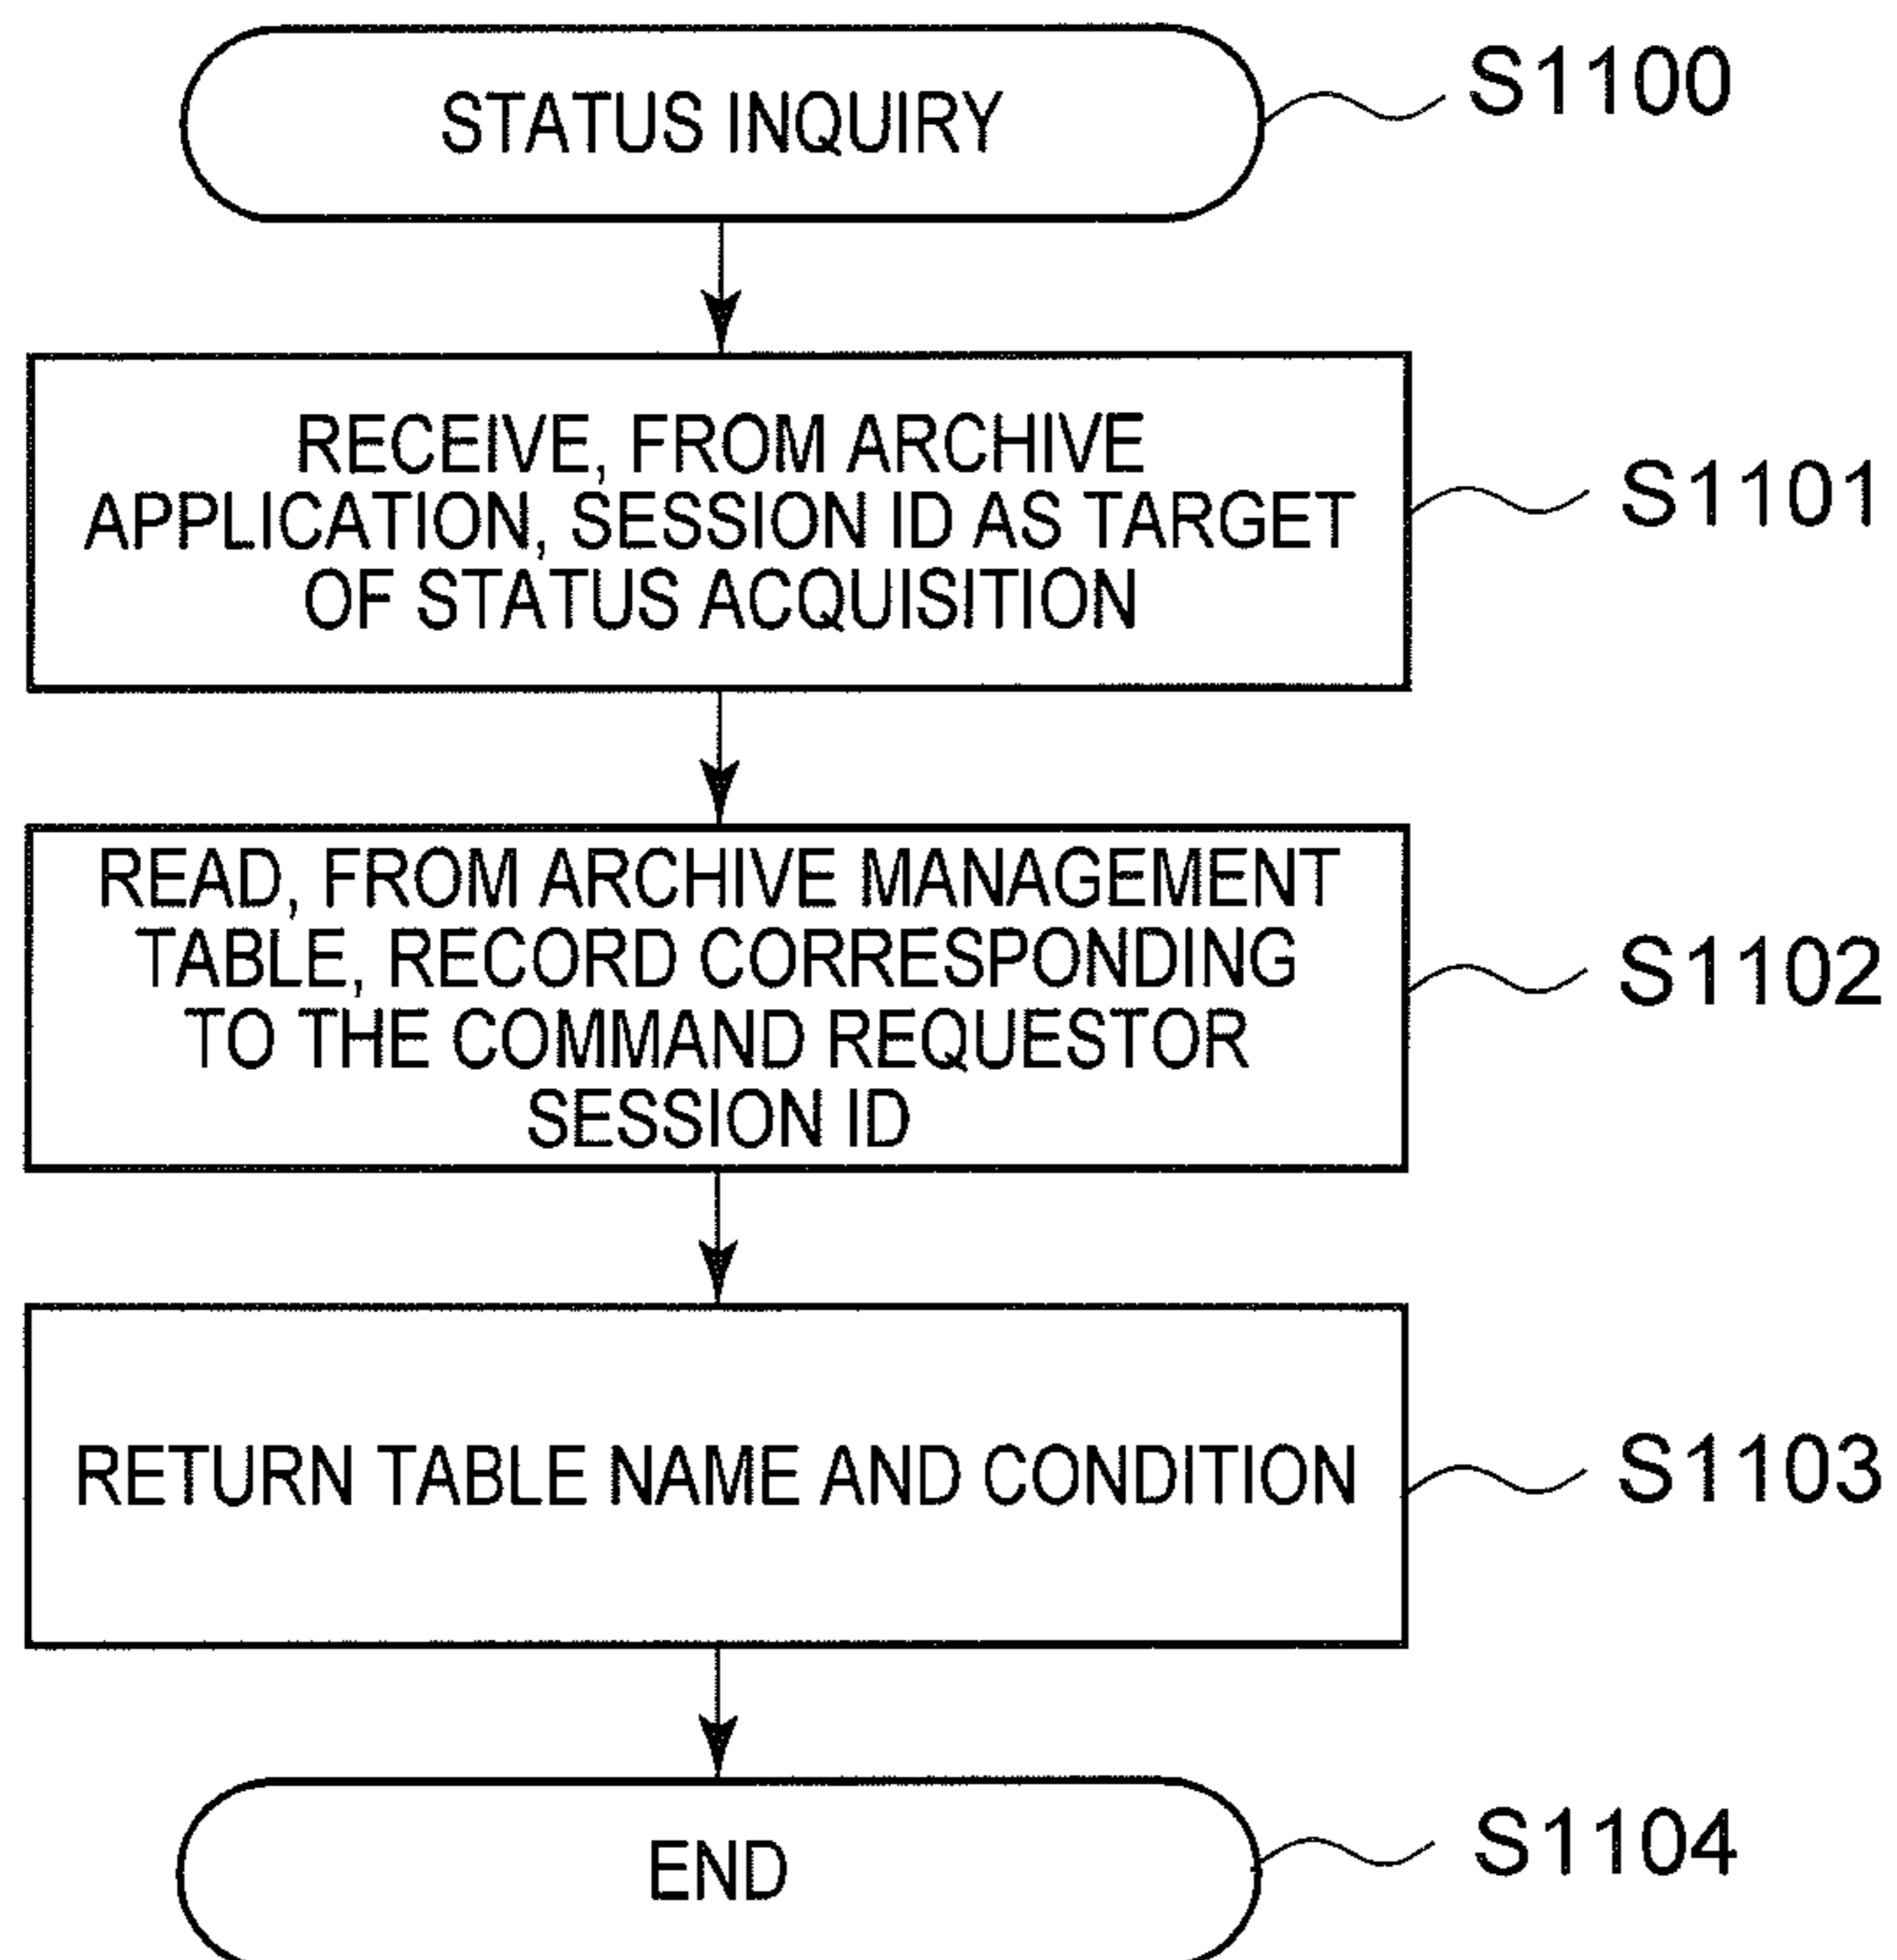 STATUS INQUIRY
S1100
RECEIVE, FROM ARCHIVE
APPLICATION, SESSION ID AS TARGET
OF STATUS ACQUISITION
S1101
READ, FROM ARCHIVE MANAGEMENT
TABLE, RECORD CORRESPONDING
TO THE COMMAND REQUESTOR
SESSION ID
S1102
RETURN TABLE NAME AND CONDITION
S1103
END
S1104